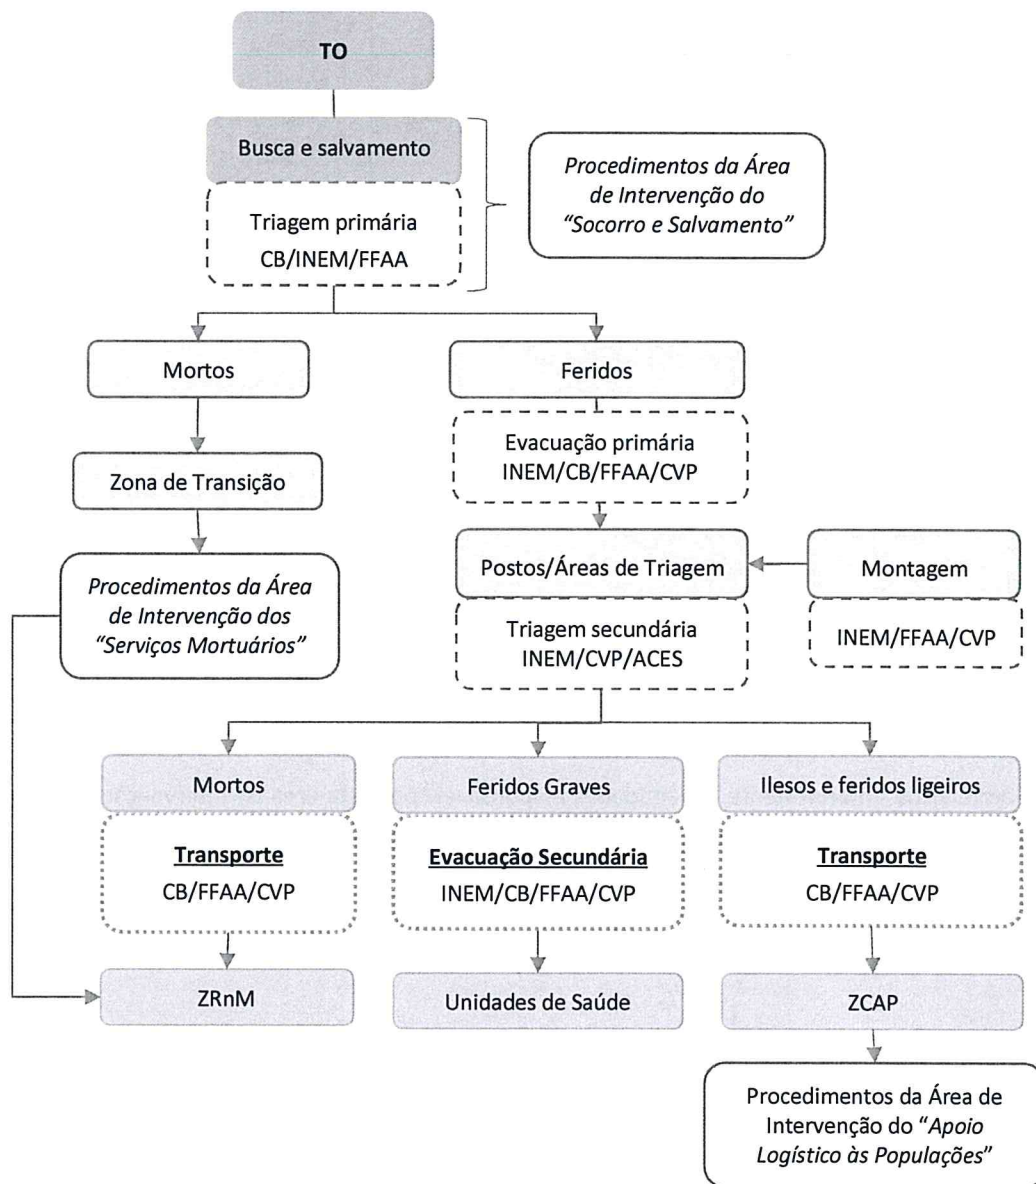 TO
Busca e salvamento
Triagem primária
CB/INEM/FFAA
Procedimentos da Área
de Intervenção do
“Socorro e Salvamento”
Mortos
Feridos
Zona de Transição
Evacuação primária
INEM/CB/FFAA/CVP
Procedimentos da Área
de Intervenção dos
“Serviços Mortuários”
Postos/Áreas de Triagem
Triagem secundária
INEM/CVP/ACES
Montagem
INEM/FFAA/CVP
Mortos
Transporte
CB/FFAA/CVP
ZRnM
Feridos Graves
Evacuação Secundária
INEM/CB/FFAA/CVP
Unidades de Saúde
Ilesos e feridos ligeiros
Transporte
CB/FFAA/CVP
ZCAP
Procedimentos da Área de
Intervenção do “Apoio
Logístico às Populações”